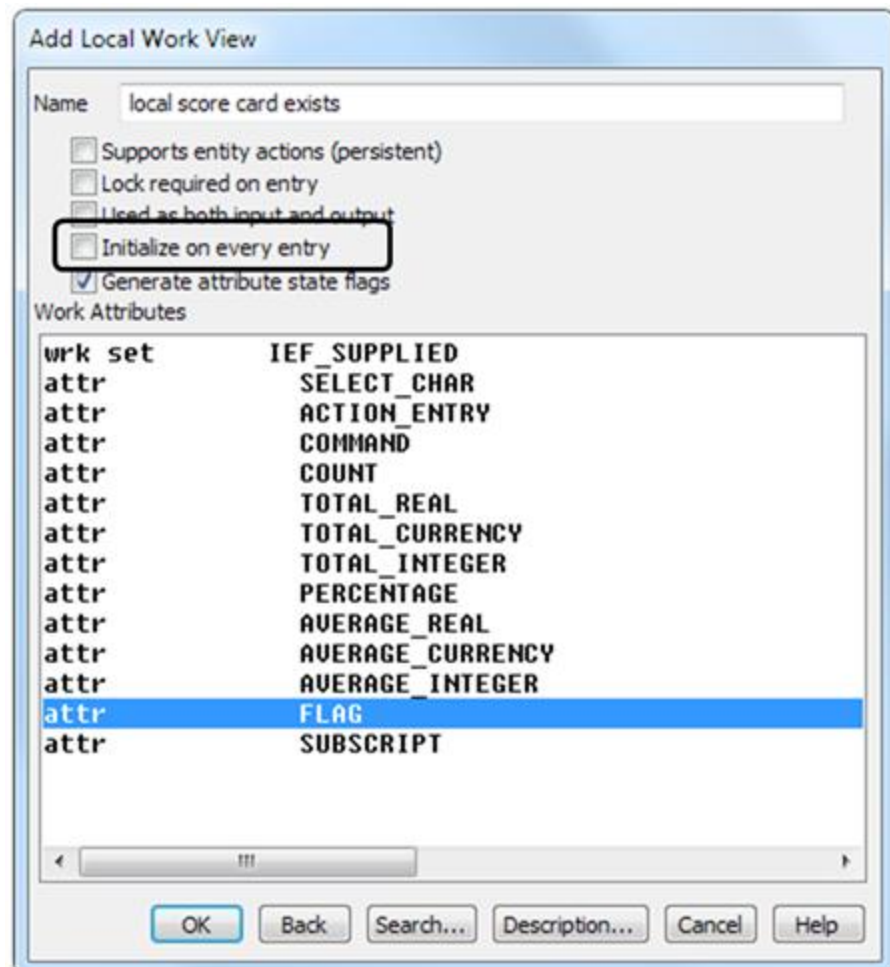 Add Local Work View
Name local score card exists
Supports entity actions (persistent)
Lock required on entry
Used as both input and output
Initialize on every entry
Generate attribute state flags
Work Attributes
wrk set IEF_SUPPLIED
attr SELECT_CHAR
attr ACTION_ENTRY
attr COMMAND
attr COUNT
attr TOTAL_REAL
attr TOTAL_CURRENCY
attr TOTAL_INTEGER
attr PERCENTAGE
attr AVERAGE_REAL
attr AVERAGE_CURRENCY
attr AVERAGE_INTEGER
attr FLAG
attr SUBSCRIPT
OK Back Search... Description... Cancel Help